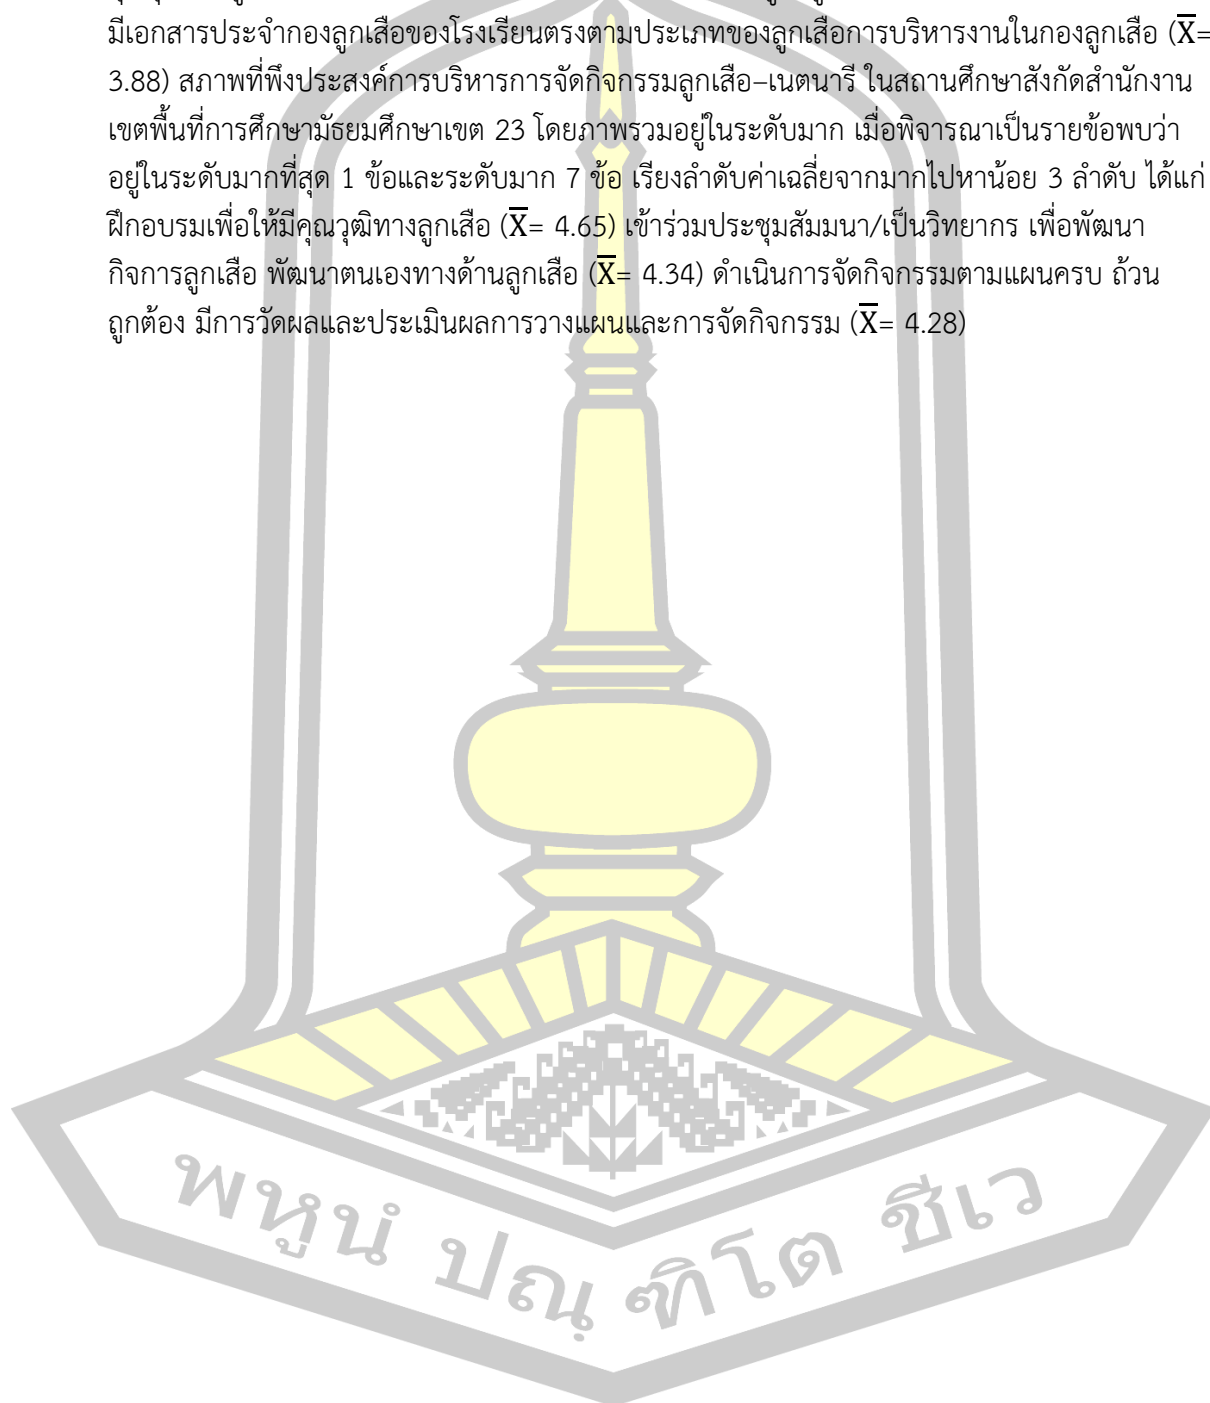 มีเอกสารประจำกองลูกเสือของโรงเรียนตรงตามประเภทของลูกเสือการบริหารงานในกองลูกเสือ (X̅=
3.88) สภาพที่พึงประสงค์การบริหารการจัดกิจกรรมลูกเสือ–เนตนารี ในสถานศึกษาสังกัดสำนักงาน
เขตพื้นที่การศึกษามัธยมศึกษาเขต 23 โดยภาพรวมอยู่ในระดับมาก เมื่อพิจารณาเป็นรายข้อพบว่า
อยู่ในระดับมากที่สุด 1 ข้อและระดับมาก 7 ข้อ เรียงลำดับค่าเฉลี่ยจากมากไปหาน้อย 3 ลำดับ ได้แก่
ฝึกอบรมเพื่อให้มีคุณวุฒิทางลูกเสือ (X̅= 4.65) เข้าร่วมประชุมสัมมนา/เป็นวิทยากร เพื่อพัฒนา
กิจการลูกเสือ พัฒนาตนเองทางด้านลูกเสือ (X̅= 4.34) ดำเนินการจัดกิจกรรมตามแผนครบ ถ้วน
ถูกต้อง มีการวัดผลและประเมินผลการวางแผนและการจัดกิจกรรม (X̅= 4.28)
พหูนํ ปณฺฑิโต ชีเว